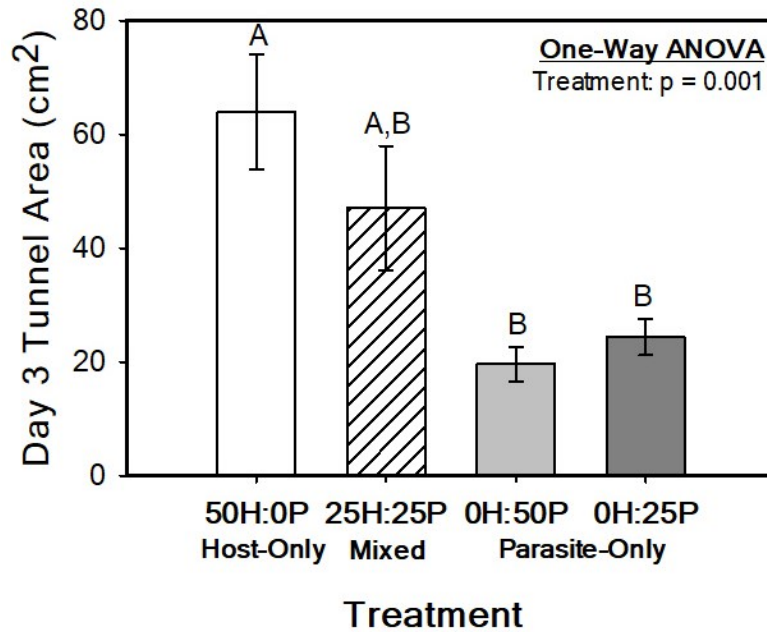 80
60
40
20
0
Day 3 Tunnel Area (cm²)
One-Way ANOVA
Treatment: p = 0.001
A
A,B
B
B
50H:0P 25H:25P 0H:50P 0H:25P
Host-Only Mixed Parasite-Only
Treatment